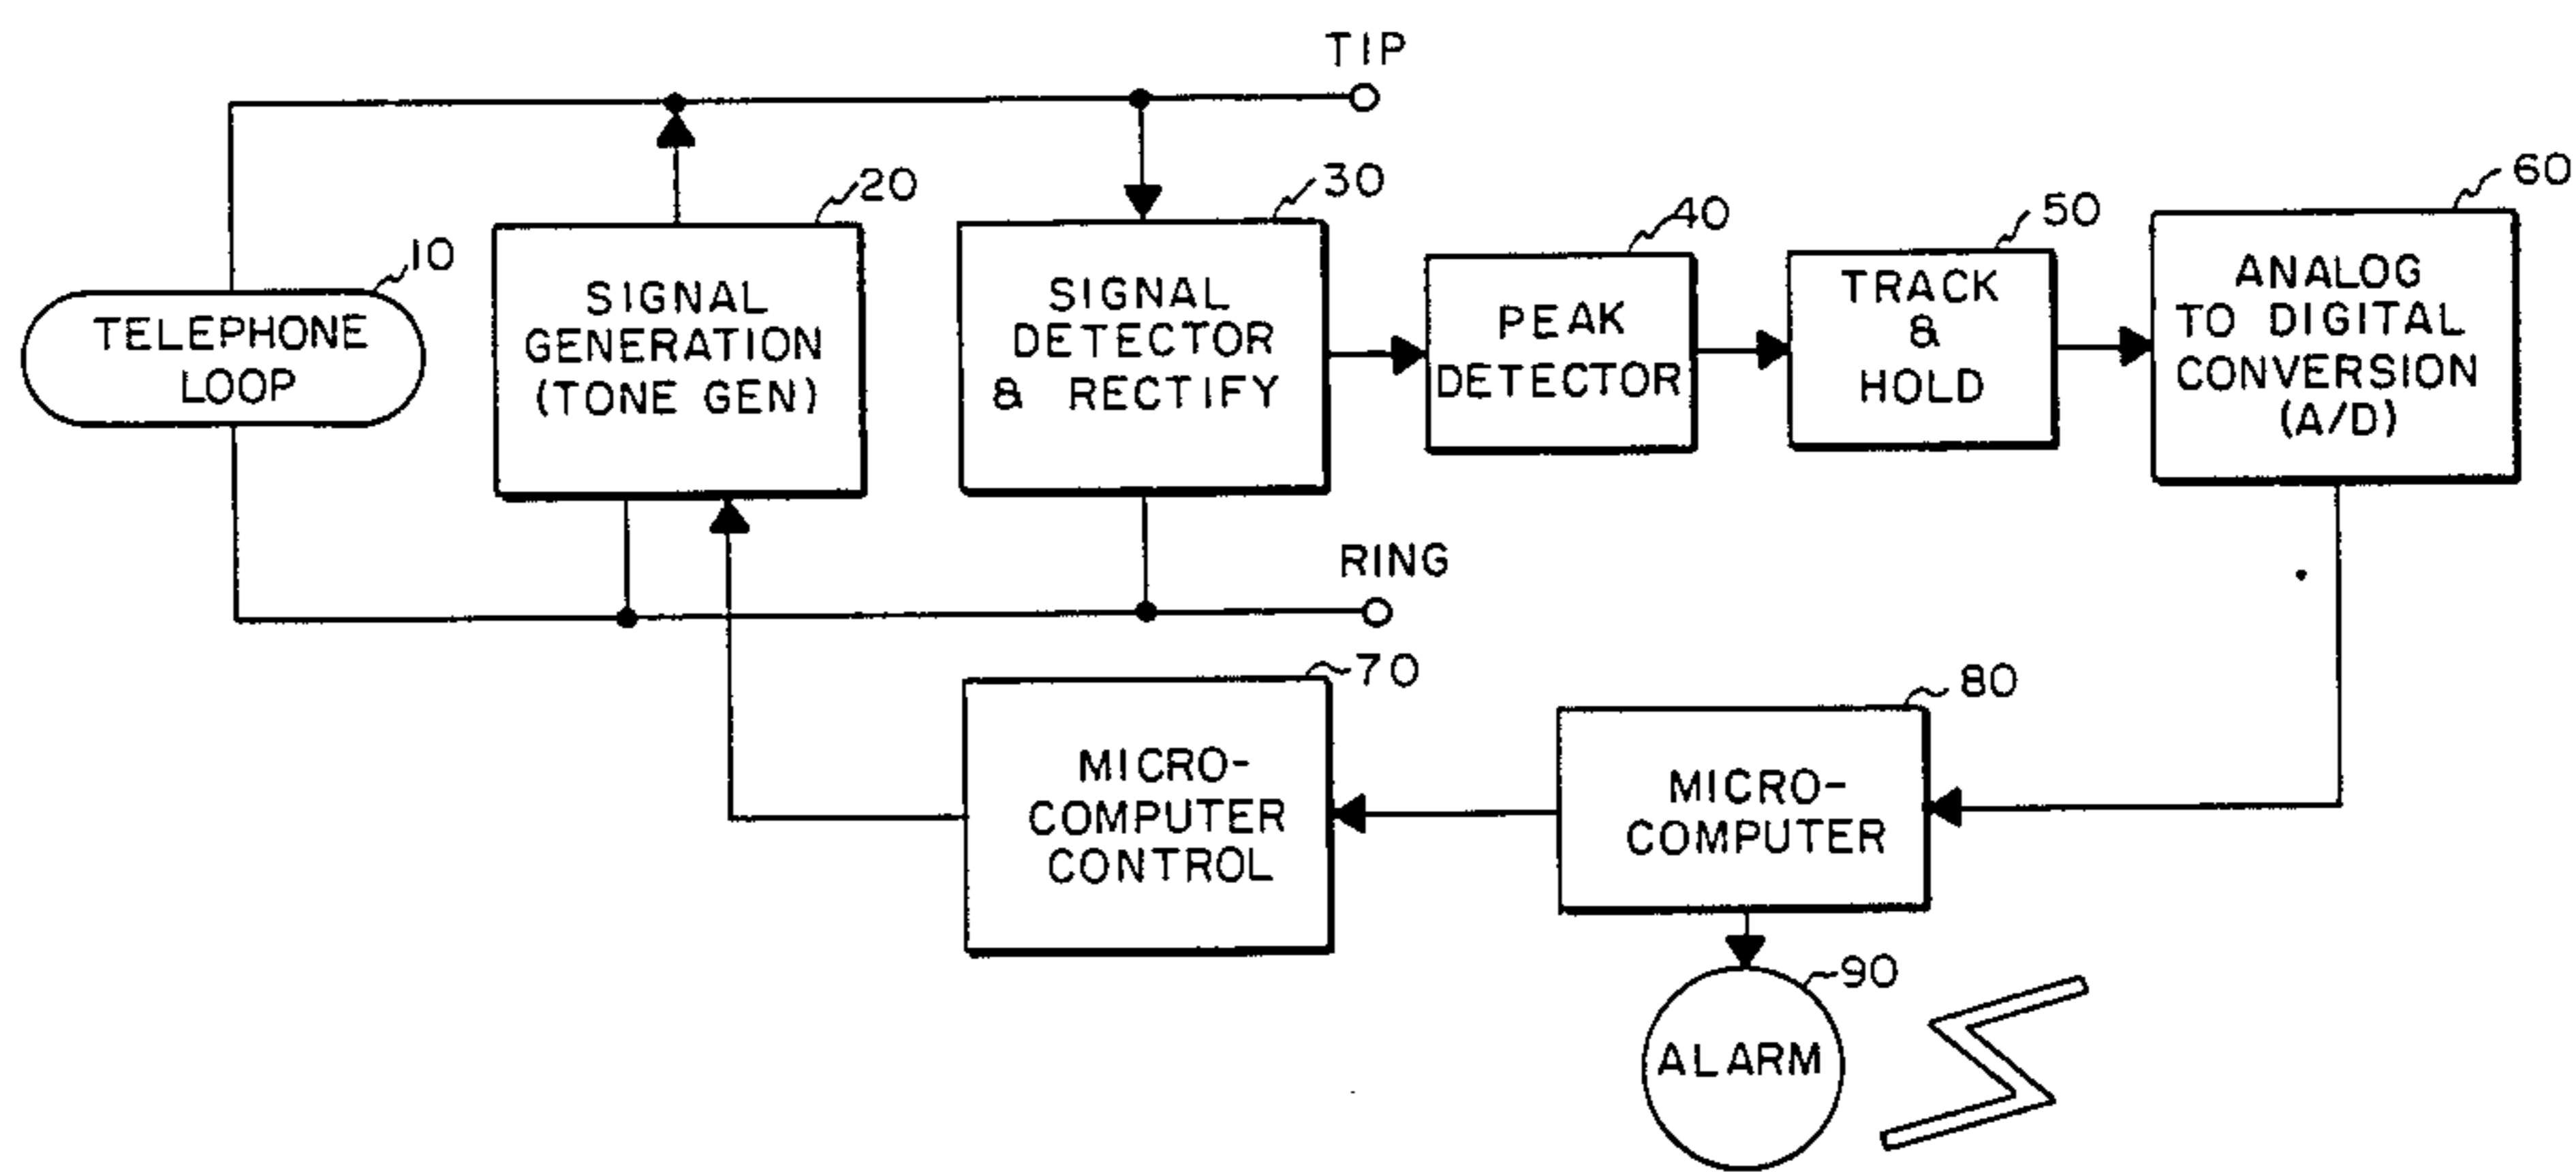 TIP
20
30
40
50
60
10
TELEPHONE
LOOP
SIGNAL
GENERATION
(TONE GEN)
SIGNAL
DETECTOR
& RECTIFY
PEAK
DETECTOR
TRACK
&
HOLD
ANALOG
TO DIGITAL
CONVERSION
(A/D)
RING
70
80
MICRO-
COMPUTER
CONTROL
MICRO-
COMPUTER
90
ALARM